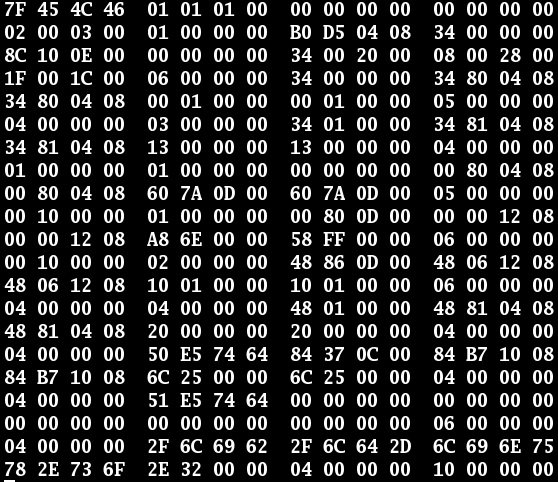 7F 45 4C 46 01 01 01 00 00 00 00 00 00 00 00 00
02 00 03 00 01 00 00 00 B0 D5 04 08 34 00 00 00
8C 10 0E 00 00 00 00 00 34 00 20 00 08 00 28 00
1F 00 1C 00 06 00 00 00 34 00 00 00 34 80 04 08
34 80 04 08 00 01 00 00 00 01 00 00 05 00 00 00
04 00 00 00 03 00 00 00 34 01 00 00 34 81 04 08
34 81 04 08 13 00 00 00 13 00 00 00 04 00 00 00
01 00 00 00 01 00 00 00 00 00 00 00 00 80 04 08
00 80 04 08 60 7A 0D 00 60 7A 0D 00 05 00 00 00
00 10 00 00 01 00 00 00 00 80 0D 00 00 00 12 08
00 00 12 08 A8 6E 00 00 58 FF 00 00 06 00 00 00
00 10 00 00 02 00 00 00 48 86 0D 00 48 06 12 08
48 06 12 08 10 01 00 00 10 01 00 00 06 00 00 00
04 00 00 00 04 00 00 00 48 01 00 00 48 81 04 08
48 81 04 08 20 00 00 00 20 00 00 00 04 00 00 00
04 00 00 00 50 E5 74 64 84 37 0C 00 84 B7 10 08
84 B7 10 08 6C 25 00 00 6C 25 00 00 04 00 00 00
04 00 00 00 51 E5 74 64 00 00 00 00 00 00 00 00
00 00 00 00 00 00 00 00 00 00 00 00 06 00 00 00
04 00 00 00 2F 6C 69 62 2F 6C 64 2D 6C 69 6E 75
78 2E 73 6F 2E 32 00 00 04 00 00 00 10 00 00 00